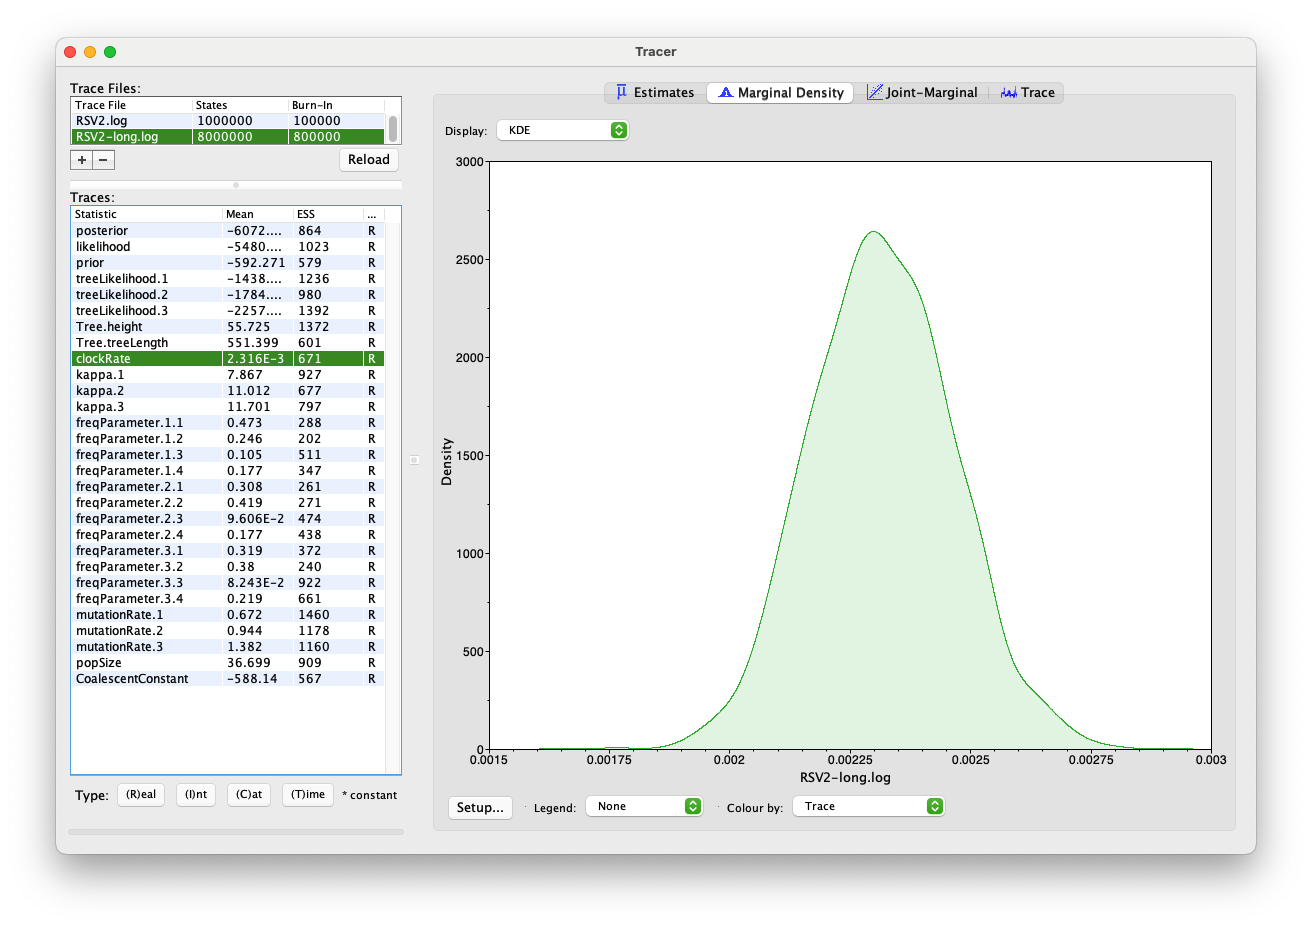 Tracer
Trace Files:
Trace File States Burn-In
RSV2.log 1000000 100000
RSV2-long.log 8000000 800000
+ − Reload
Traces:
Statistic Mean ESS ...
posterior −6072.... 864 R
likelihood −5480.... 1023 R
prior −592.271 579 R
treeLikelihood.1 −1438.... 1236 R
treeLikelihood.2 −1784.... 980 R
treeLikelihood.3 −2257.... 1392 R
Tree.height 55.725 1372 R
Tree.treeLength 551.399 601 R
clockRate 2.316E−3 671 R
kappa.1 7.867 927 R
kappa.2 11.012 677 R
kappa.3 11.701 797 R
freqParameter.1.1 0.473 288 R
freqParameter.1.2 0.246 202 R
freqParameter.1.3 0.105 511 R
freqParameter.1.4 0.177 347 R
freqParameter.2.1 0.308 261 R
freqParameter.2.2 0.419 271 R
freqParameter.2.3 9.606E−2 474 R
freqParameter.2.4 0.177 438 R
freqParameter.3.1 0.319 372 R
freqParameter.3.2 0.38 240 R
freqParameter.3.3 8.243E−2 922 R
freqParameter.3.4 0.219 661 R
mutationRate.1 0.672 1460 R
mutationRate.2 0.944 1178 R
mutationRate.3 1.382 1160 R
popSize 36.699 909 R
CoalescentConstant −588.14 567 R
Type: (R)eal (I)nt (C)at (T)ime * constant
Estimates Marginal Density Joint-Marginal Trace
Display: KDE
3000
2500
2000
1500
1000
500
0
Density
0.0015 0.00175 0.002 0.00225 0.0025 0.00275 0.003
RSV2-long.log
Setup... Legend: None Colour by: Trace